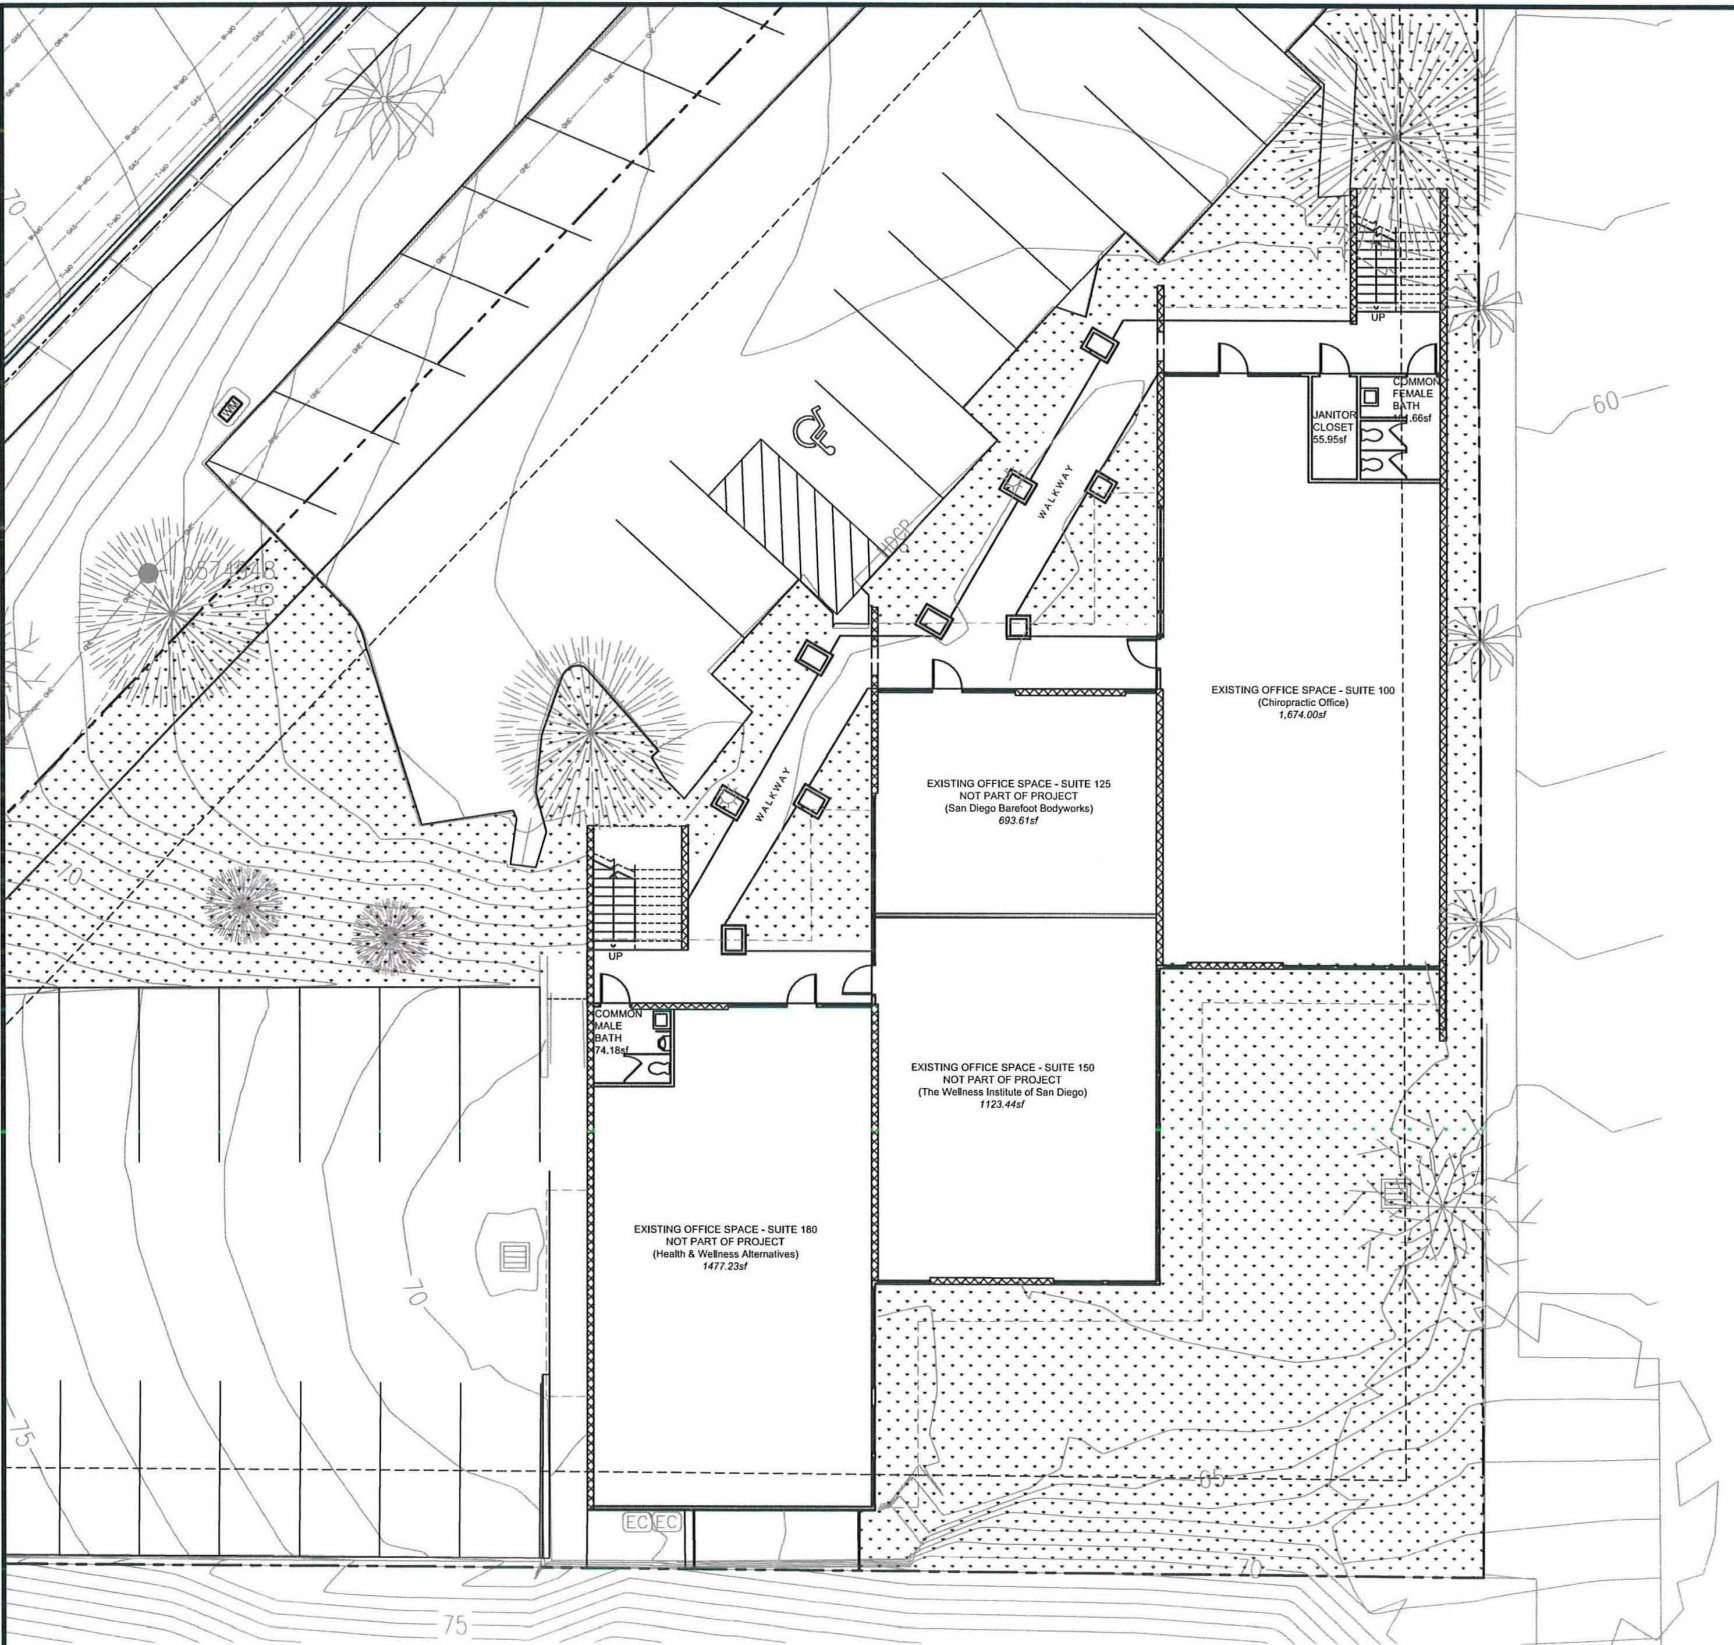 70
WM
UP
COMMON
FEMALE
BATH
JANITOR
CLOSET
55.95sf
60
WALKWAY
HDCP
65
EXISTING OFFICE SPACE - SUITE 100
(Chiropractic Office)
1,674.00sf
EXISTING OFFICE SPACE - SUITE 125
NOT PART OF PROJECT
(San Diego Barefoot Bodyworks)
693.61sf
WALKWAY
70
UP
COMMON
MALE
BATH
74.18sf
EXISTING OFFICE SPACE - SUITE 150
NOT PART OF PROJECT
(The Wellness Institute of San Diego)
1123.44sf
EXISTING OFFICE SPACE - SUITE 180
NOT PART OF PROJECT
(Health & Wellness Alternatives)
1477.23sf
70
75
65
EC EC
70
75